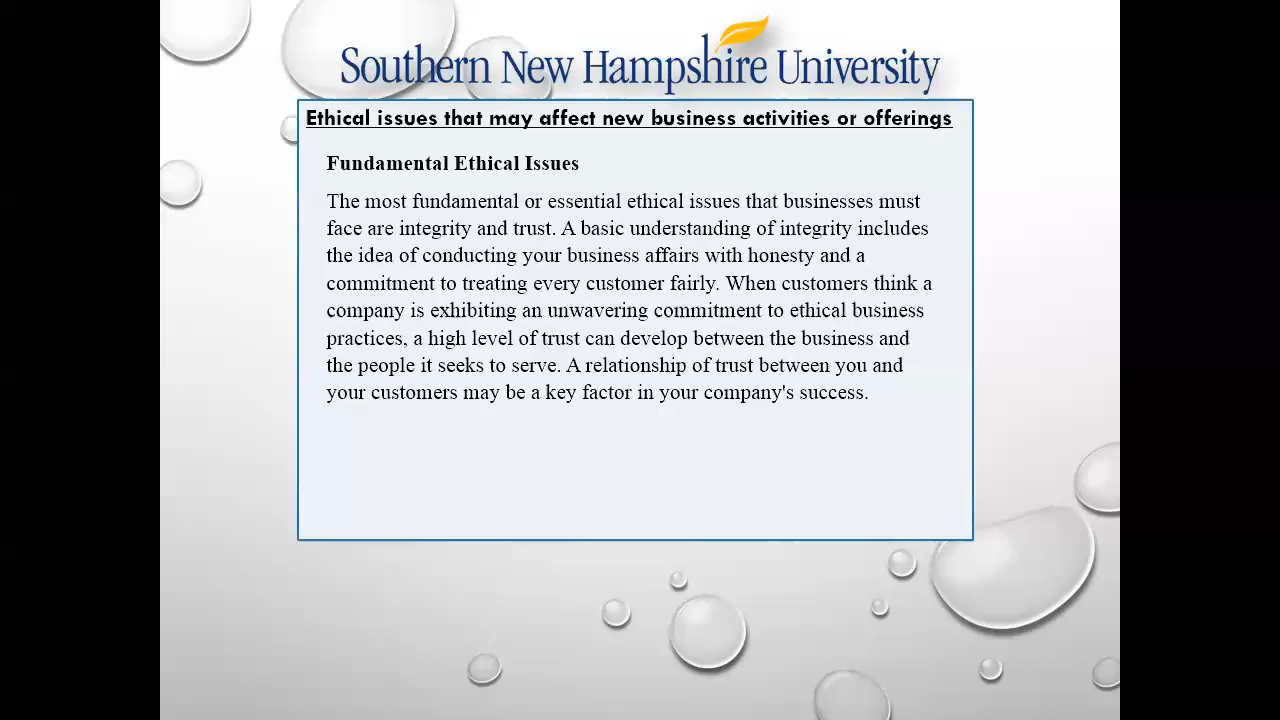 Southern New Hampshire University
Ethical issues that may affect new business activities or offerings
Fundamental Ethical Issues
The most fundamental or essential ethical issues that businesses must
face are integrity and trust. A basic understanding of integrity includes
the idea of conducting your business affairs with honesty and a
commitment to treating every customer fairly. When customers think a
company is exhibiting an unwavering commitment to ethical business
practices, a high level of trust can develop between the business and
the people it seeks to serve. A relationship of trust between you and
your customers may be a key factor in your company's success.